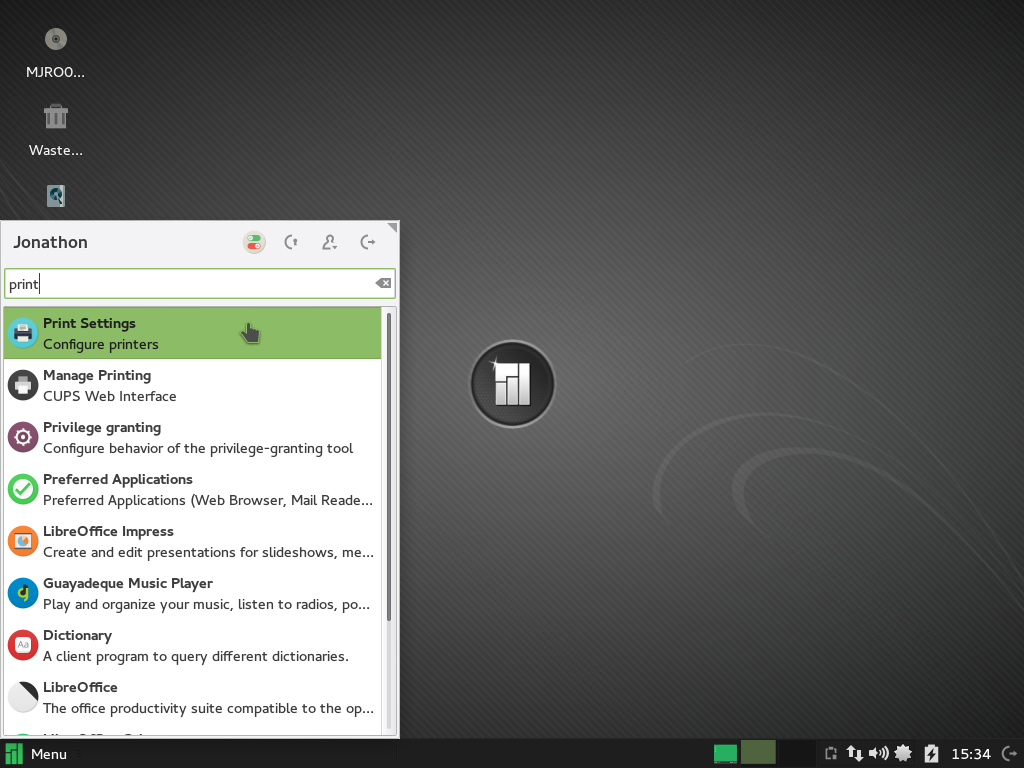 MJRO0...
Waste...
Jonathon
print
Print Settings
Configure printers
Manage Printing
CUPS Web Interface
Privilege granting
Configure behavior of the privilege-granting tool
Preferred Applications
Preferred Applications (Web Browser, Mail Reade...
LibreOffice Impress
Create and edit presentations for slideshows, me...
Guayadeque Music Player
Play and organize your music, listen to radios, po...
Dictionary
Aa
A client program to query different dictionaries.
LibreOffice
The office productivity suite compatible to the op...
Menu
15:34